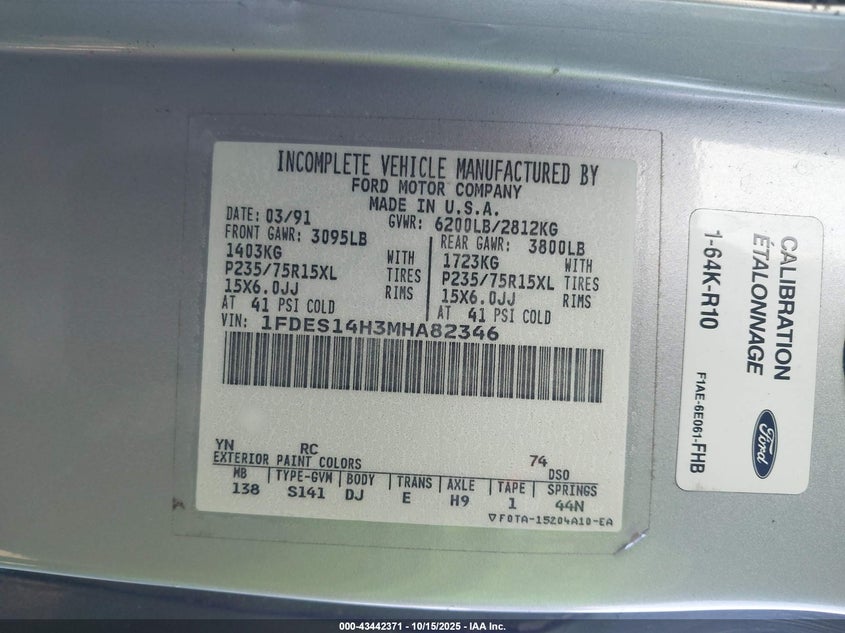 INCOMPLETE VEHICLE MANUFACTURED BY
FORD MOTOR COMPANY
MADE IN U.S.A.
DATE: 03/91 GVWR: 6200LB/2812KG
FRONT GAWR: 3095LB REAR GAWR: 3800LB
1403KG WITH 1723KG WITH
P235/75R15XL TIRES P235/75R15XL TIRES
15X6.0JJ RIMS 15X6.0JJ RIMS
AT 41 PSI COLD AT 41 PSI COLD
VIN: 1FDES14H3MHA82346
YN RC 74
EXTERIOR PAINT COLORS DSO
MB TYPE-GVM BODY TRANS AXLE TAPE SPRINGS
138 S141 DJ E H9 1 44N
▽F0TA-15204A10-EA
CALIBRATION
ÉTALONNAGE
1-64K-R10
Ford
F1AE-6E061-FHB
000-43442371 | 10/15/2025 | IAA Inc.